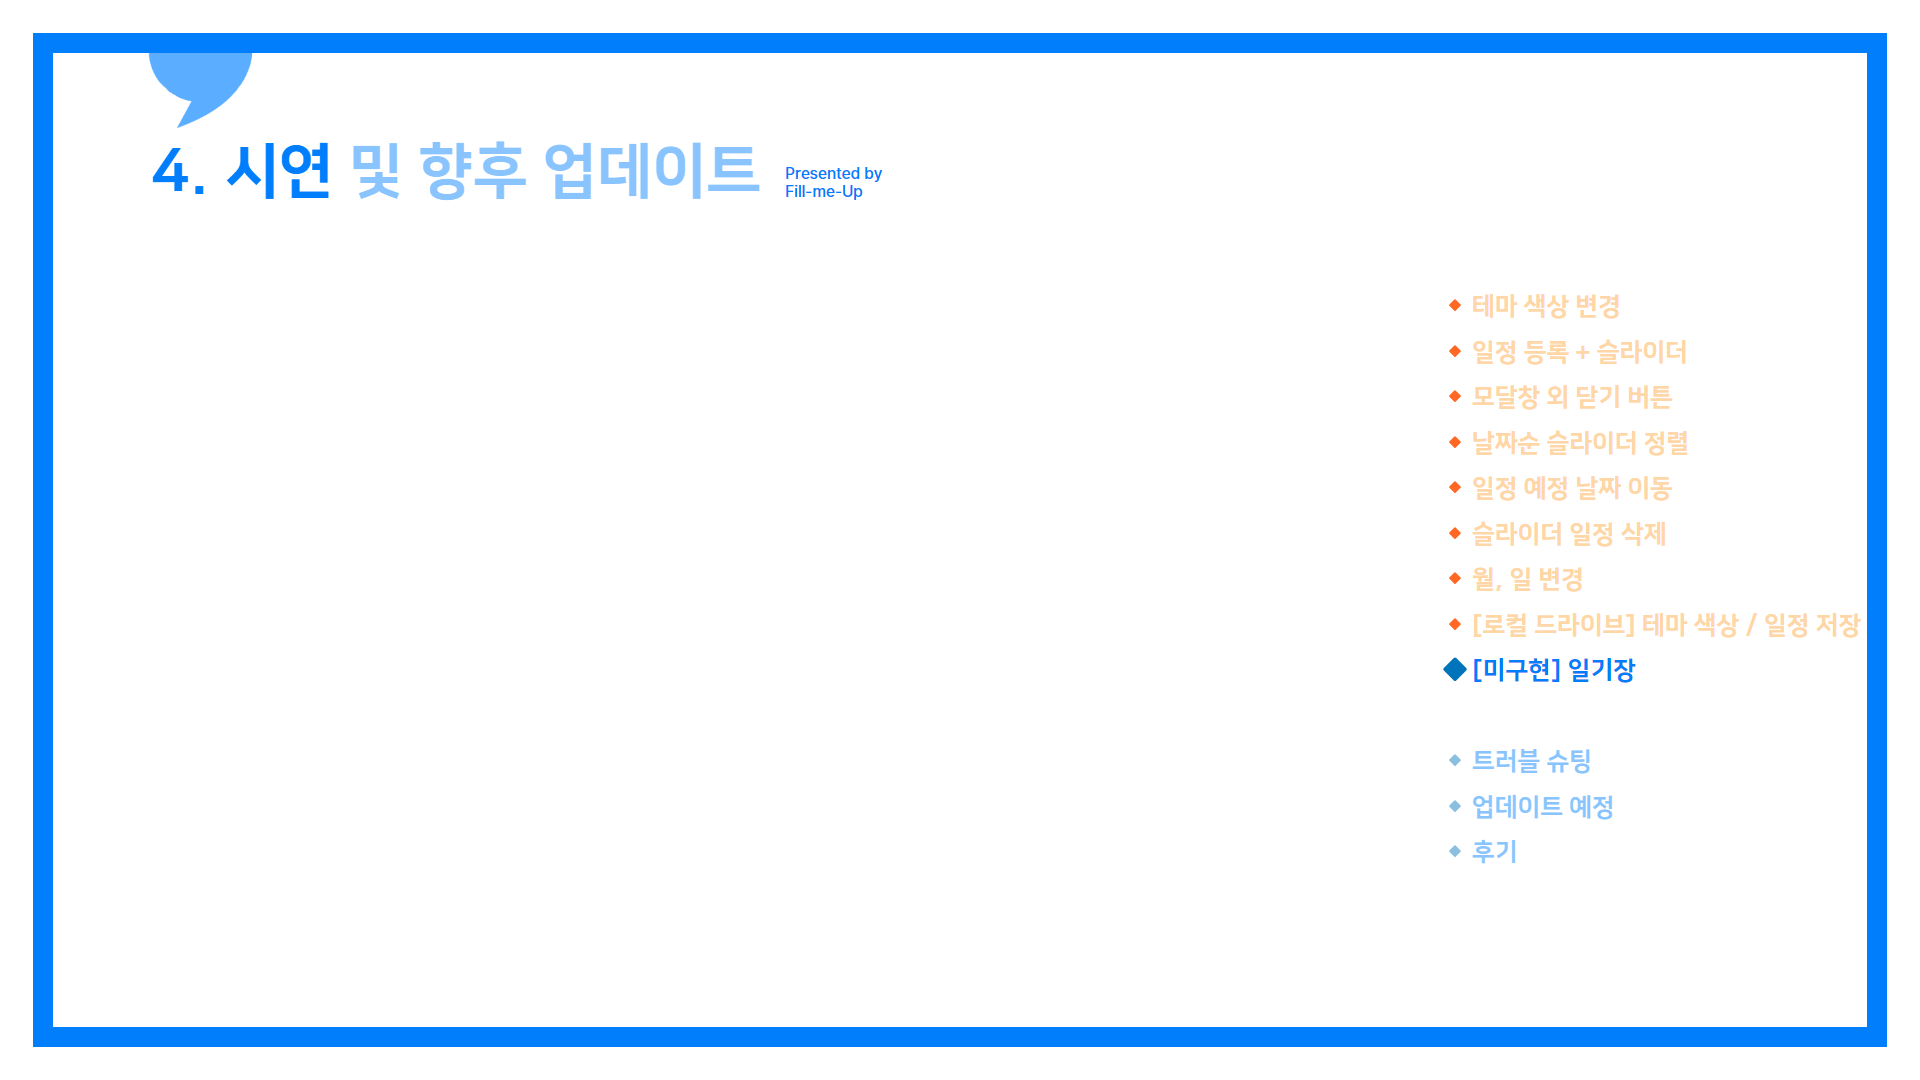 4. 시연 및 향후 업데이트
Presented by
Fill-me-Up
테마 색상 변경
일정 등록 + 슬라이더
모달창 외 닫기 버튼
날짜순 슬라이더 정렬
일정 예정 날짜 이동
슬라이더 일정 삭제
월, 일 변경
[로컬 드라이브] 테마 색상 / 일정 저장
[미구현] 일기장
트러블 슈팅
업데이트 예정
후기